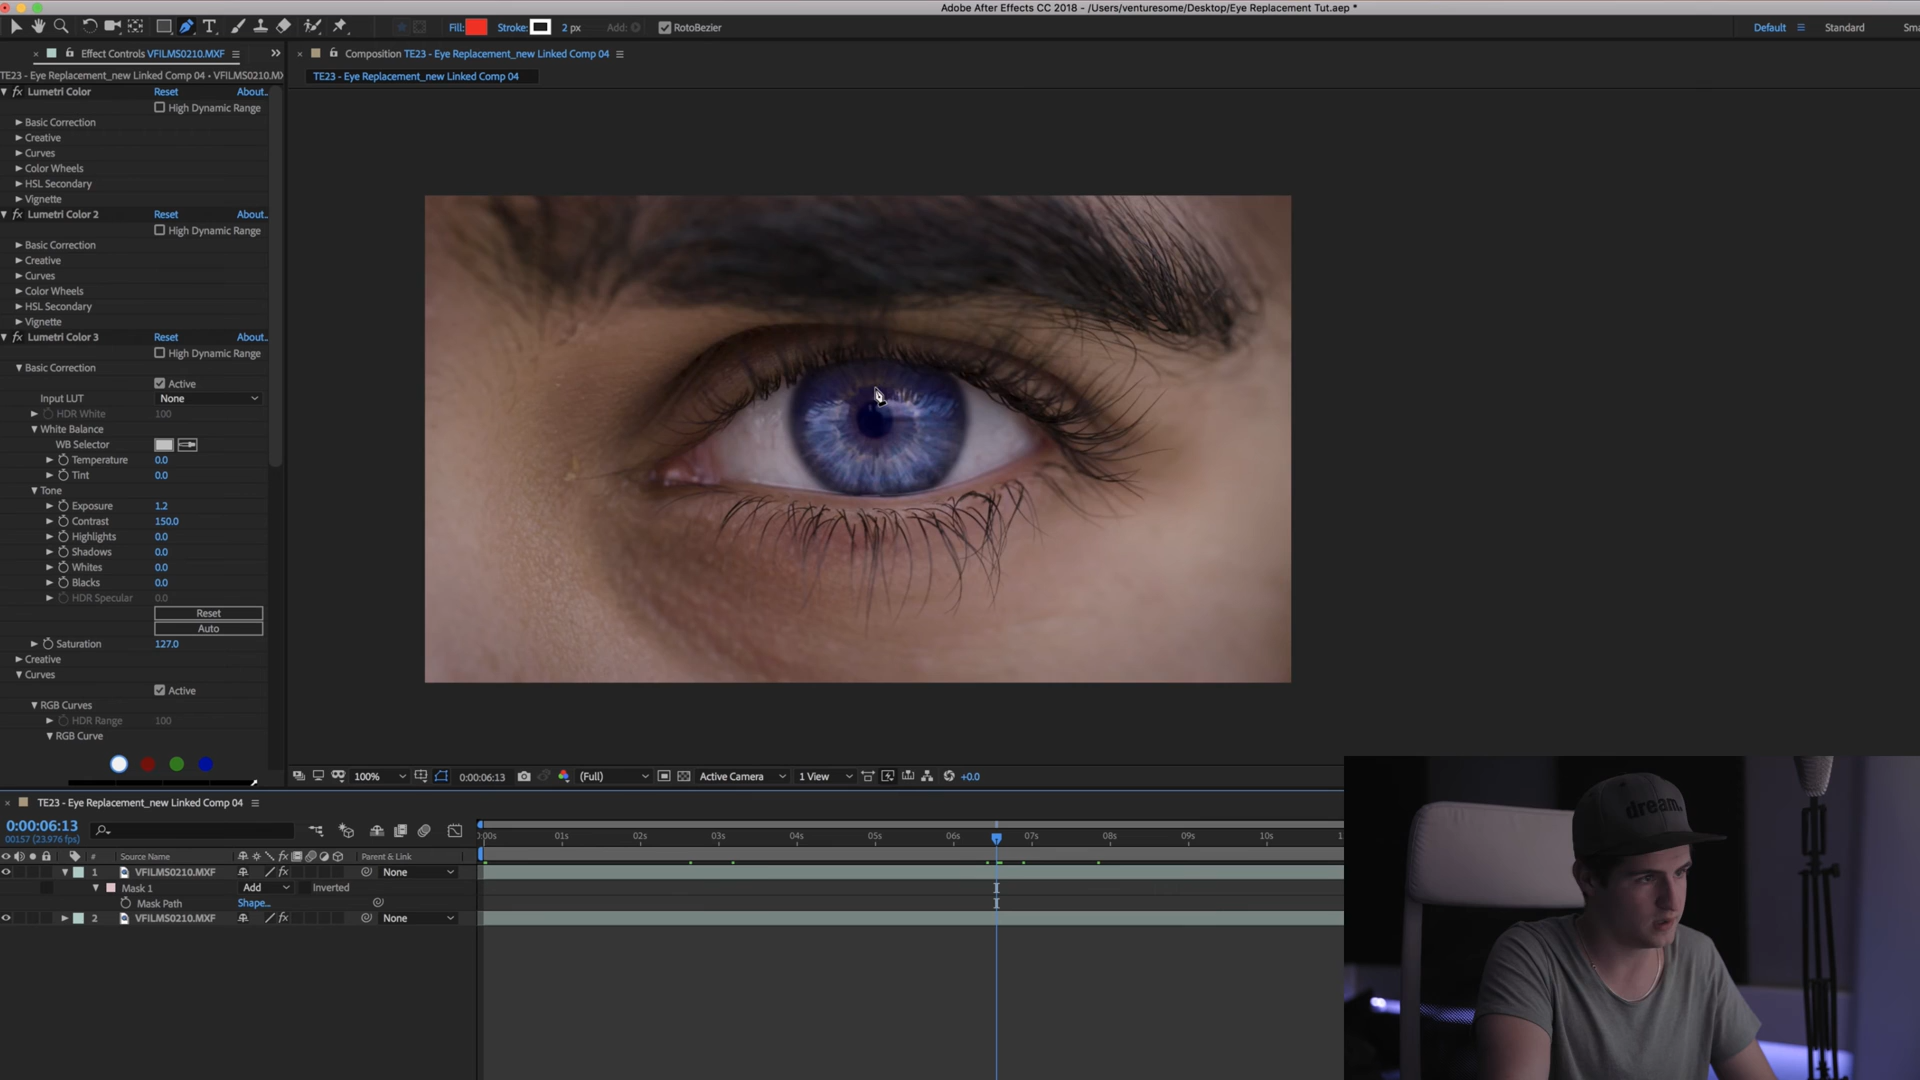 Adobe After Effects CC 2018 - /Users/venturesome/Desktop/Eye Replacement Tut.aep *
Fill: Stroke: 2 px Add: RotoBezier Default Standard Sma
Effect Controls VFILMS0210.MXF
Composition TE23 - Eye Replacement_new Linked Comp 04
TE23 - Eye Replacement_new Linked Comp 04 • VFILMS0210.MX
TE23 - Eye Replacement_new Linked Comp 04
fx Lumetri Color Reset About..
High Dynamic Range
Basic Correction
Creative
Curves
Color Wheels
HSL Secondary
Vignette
fx Lumetri Color 2 Reset About..
High Dynamic Range
Basic Correction
Creative
Curves
Color Wheels
HSL Secondary
Vignette
fx Lumetri Color 3 Reset About..
High Dynamic Range
Basic Correction
Active
Input LUT None
HDR White 100
White Balance
WB Selector
Temperature 0.0
Tint 0.0
Tone
Exposure 1.2
Contrast 150.0
Highlights 0.0
Shadows 0.0
Whites 0.0
Blacks 0.0
HDR Specular 0.0
Reset
Auto
Saturation 127.0
Creative
Curves
Active
RGB Curves
HDR Range 100
RGB Curve
100% 0:00:06:13 (Full) Active Camera 1 View +0.0
TE23 - Eye Replacement_new Linked Comp 04
0:00:06:13
00157 (23.976 fps)
:00s 01s 02s 03s 04s 05s 06s 07s 08s 09s 10s 1
# Source Name fx Parent & Link
1 VFILMS0210.MXF fx None
Mask 1 Add Inverted
Mask Path Shape...
2 VFILMS0210.MXF fx None
dream.